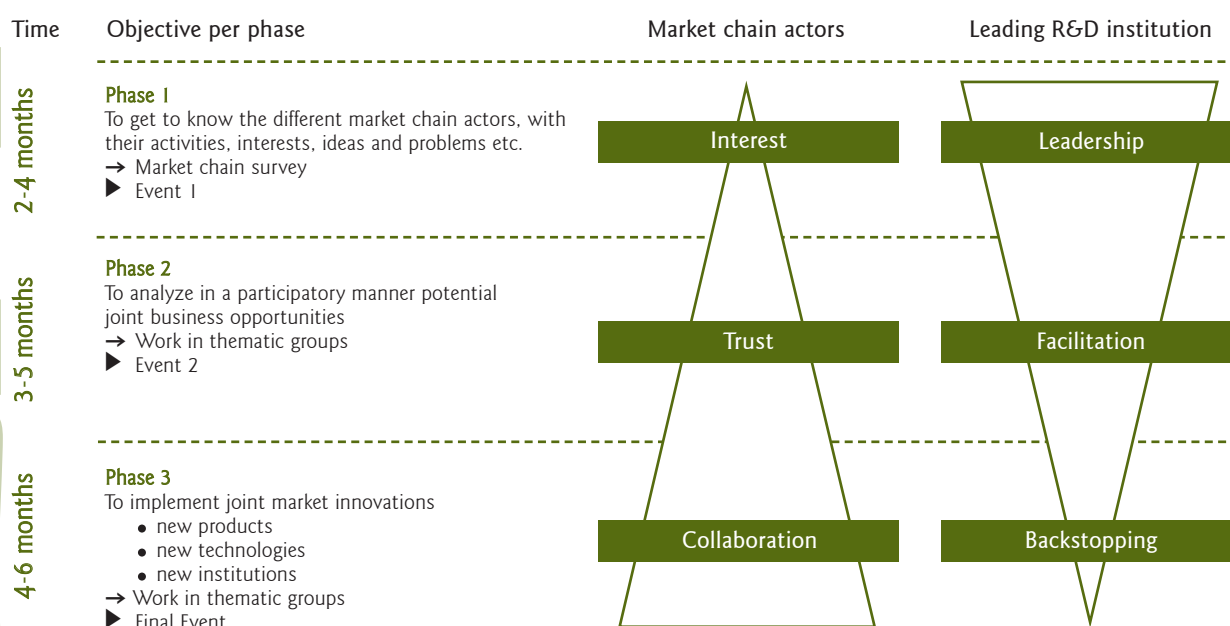 Time Objective per phase Market chain actors Leading R&D institution
2-4 months
Phase 1
To get to know the different market chain actors, with
their activities, interests, ideas and problems etc.
→ Market chain survey
▶ Event 1
Interest
Leadership
3-5 months
Phase 2
To analyze in a participatory manner potential
joint business opportunities
→ Work in thematic groups
▶ Event 2
Trust
Facilitation
4-6 months
Phase 3
To implement joint market innovations
• new products
• new technologies
• new institutions
→ Work in thematic groups
▶ Final Event
Collaboration
Backstopping